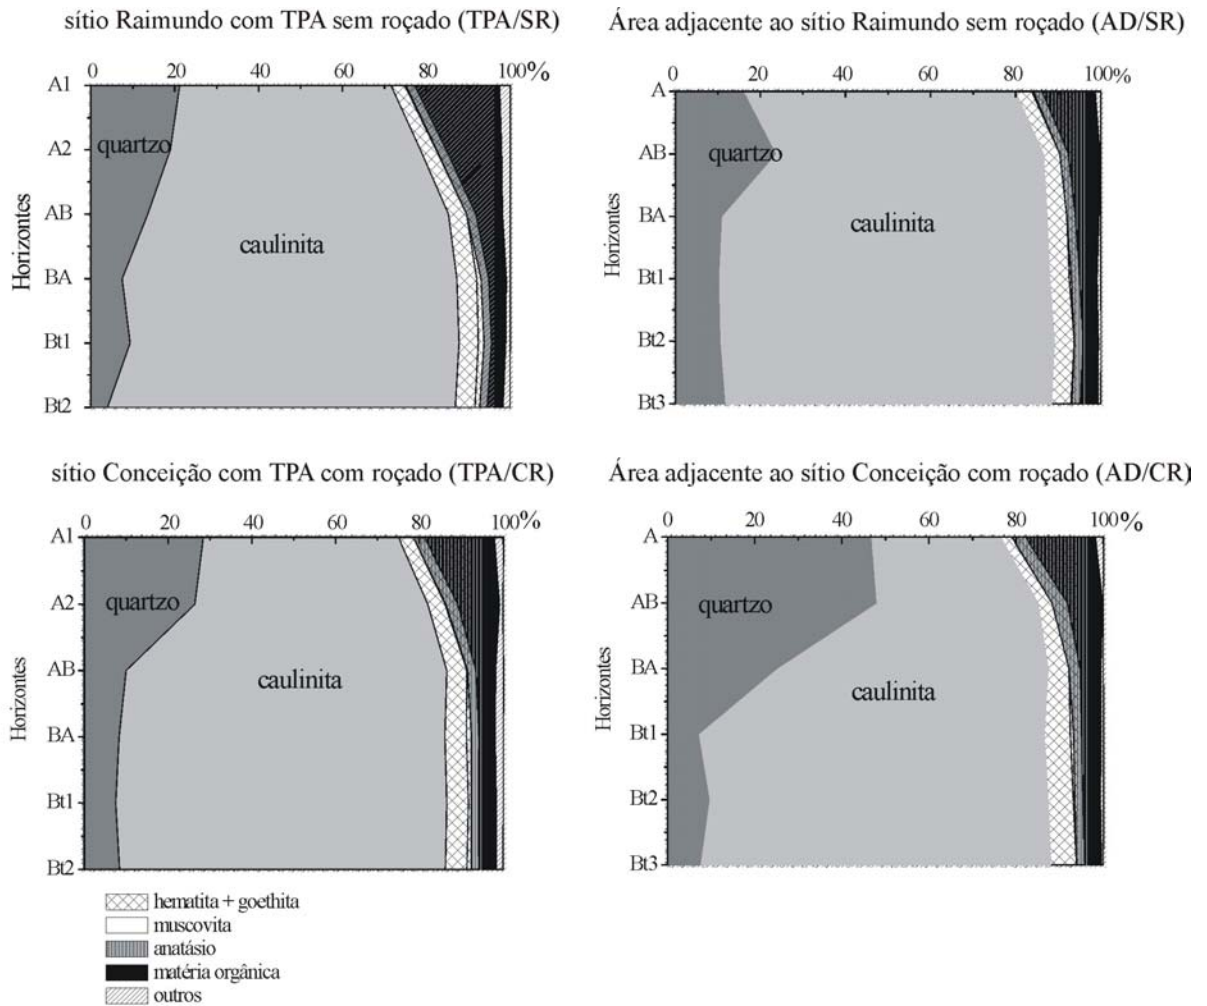 sítio Raimundo com TPA sem roçado (TPA/SR)
0 20 40 60 80 100%
A1
A2
AB
BA
Bt1
Bt2
Horizontes
quartzo
caulinita
Área adjacente ao sítio Raimundo sem roçado (AD/SR)
0 20 40 60 80 100%
A
AB
BA
Bt1
Bt2
Bt3
Horizontes
quartzo
caulinita
sítio Conceição com TPA com roçado (TPA/CR)
0 20 40 60 80 100%
A1
A2
AB
BA
Bt1
Bt2
Horizontes
quartzo
caulinita
Área adjacente ao sítio Conceição com roçado (AD/CR)
0 20 40 60 80 100%
A
AB
BA
Bt1
Bt2
Bt3
Horizontes
quartzo
caulinita
hematita + goethita
muscovita
anatásio
matéria orgânica
outros